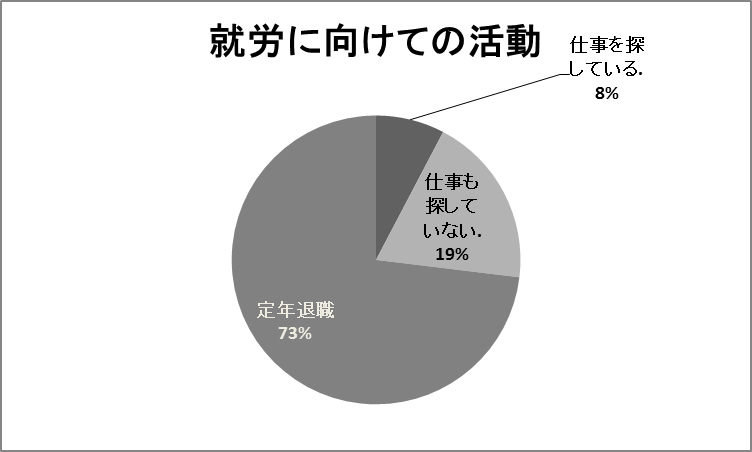 就労に向けての活動
仕事を探
している.
8%
仕事も
探して
いない.
19%
定年退職
73%